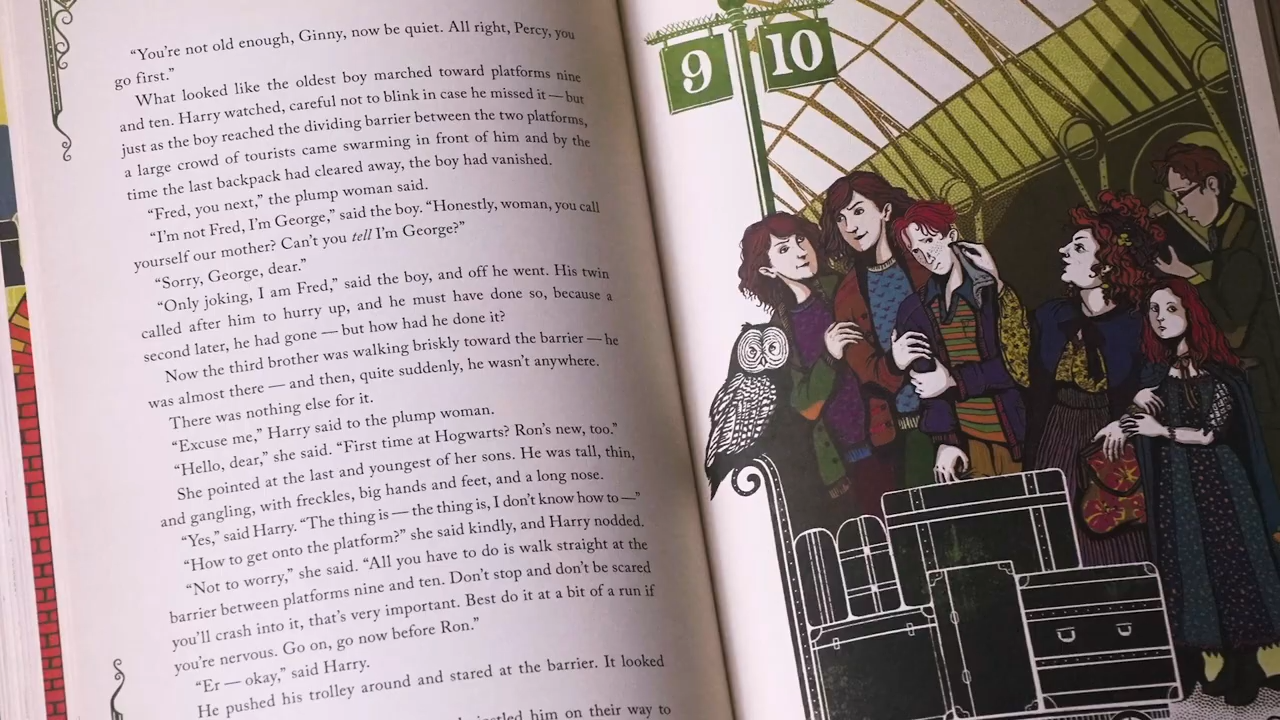 “You’re not old enough, Ginny, now be quiet. All right, Percy, you
go first.”
What looked like the oldest boy marched toward platforms nine
and ten. Harry watched, careful not to blink in case he missed it — but
just as the boy reached the dividing barrier between the two platforms,
a large crowd of tourists came swarming in front of him and by the
time the last backpack had cleared away, the boy had vanished.
“Fred, you next,” the plump woman said.
“I’m not Fred, I’m George,” said the boy. “Honestly, woman, you call
yourself our mother? Can’t you tell I’m George?”
“Sorry, George, dear.”
“Only joking, I am Fred,” said the boy, and off he went. His twin
called after him to hurry up, and he must have done so, because a
second later, he had gone — but how had he done it?
Now the third brother was walking briskly toward the barrier — he
was almost there — and then, quite suddenly, he wasn’t anywhere.
There was nothing else for it.
“Excuse me,” Harry said to the plump woman.
“Hello, dear,” she said. “First time at Hogwarts? Ron’s new, too.”
She pointed at the last and youngest of her sons. He was tall, thin,
and gangling, with freckles, big hands and feet, and a long nose.
“Yes,” said Harry. “The thing is — the thing is, I don’t know how to —”
“How to get onto the platform?” she said kindly, and Harry nodded.
“Not to worry,” she said. “All you have to do is walk straight at the
barrier between platforms nine and ten. Don’t stop and don’t be scared
you’ll crash into it, that’s very important. Best do it at a bit of a run if
you’re nervous. Go on, go now before Ron.”
“Er — okay,” said Harry.
He pushed his trolley around and stared at the barrier. It looked
him on their way to
9
10